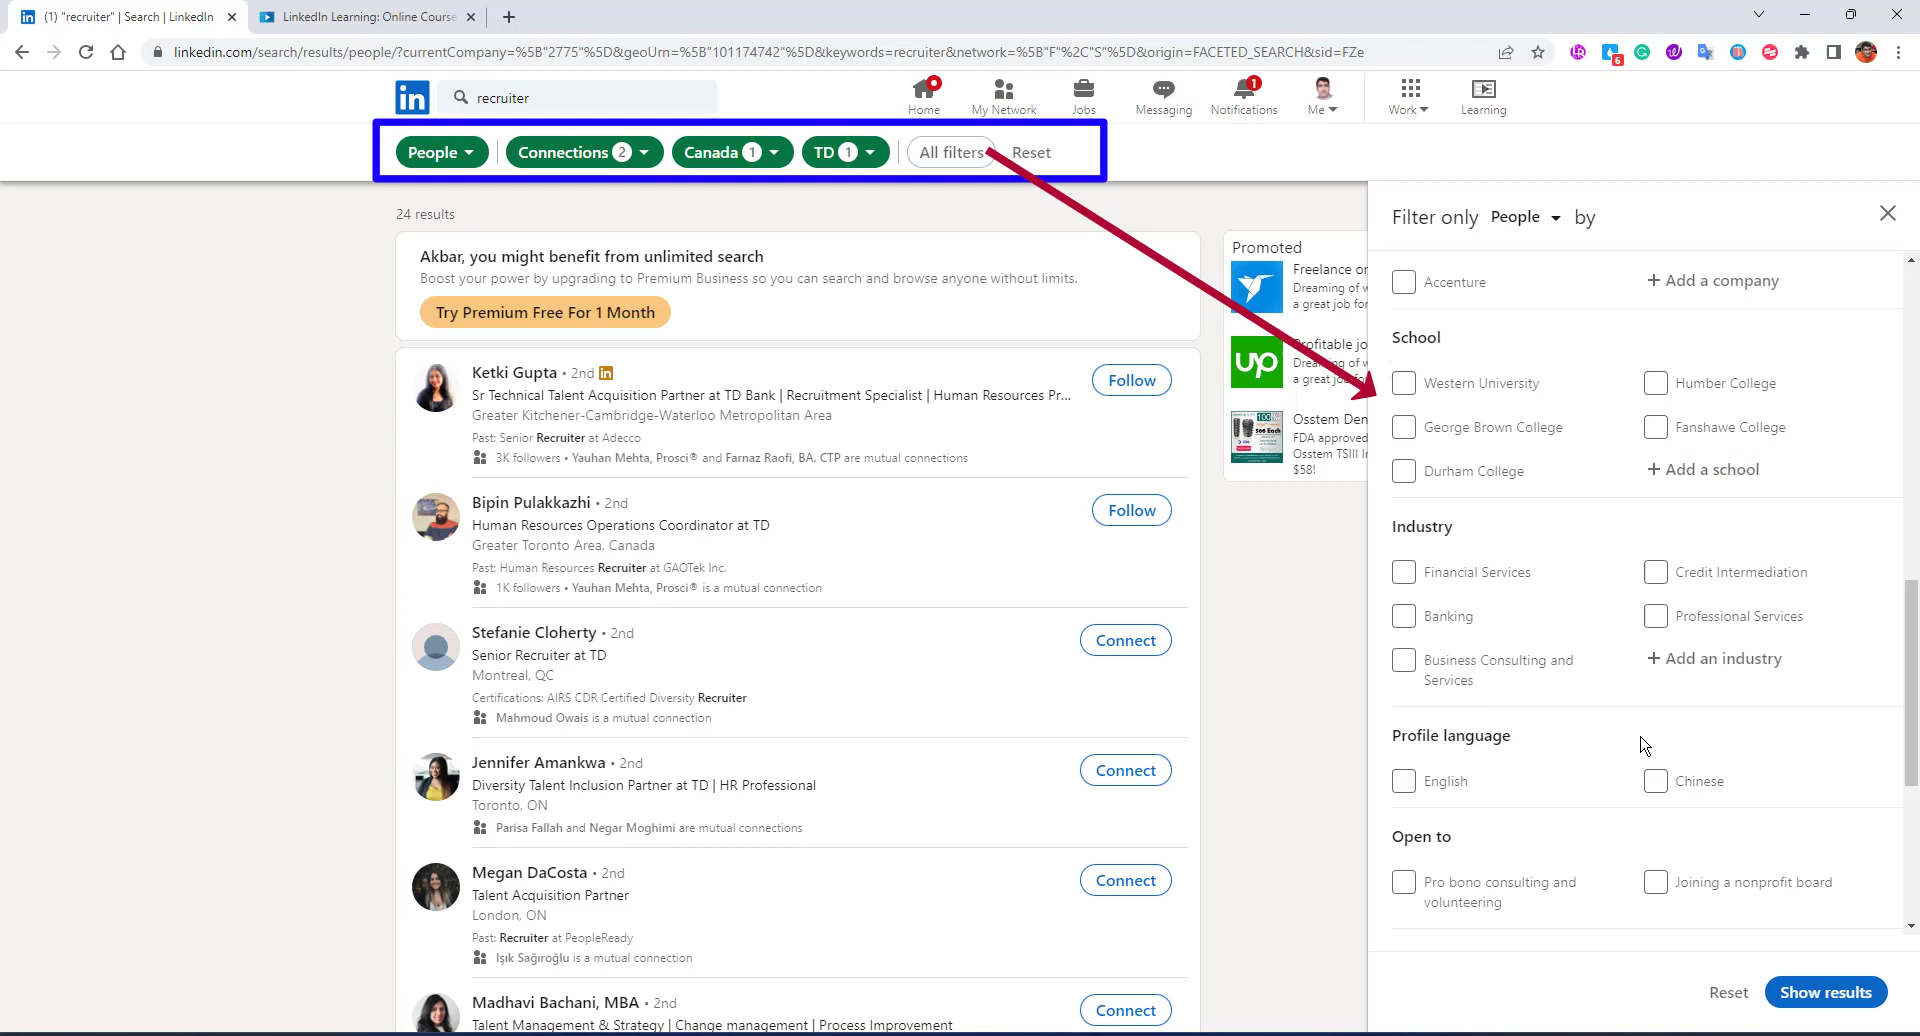 (1) "recruiter" | Search | LinkedIn
LinkedIn Learning: Online Course
linkedin.com/search/results/people/?currentCompany=%5B"2775"%5D&geoUrn=%5B"101174742"%5D&keywords=recruiter&network=%5B"F"%2C"S"%5D&origin=FACETED_SEARCH&sid=FZe
6
in
recruiter
Home
My Network
Jobs
Messaging
1
Notifications
Me
Work
Learning
People
Connections 2
Canada 1
TD 1
All filters
Reset
24 results
Akbar, you might benefit from unlimited search
Boost your power by upgrading to Premium Business so you can search and browse anyone without limits.
Try Premium Free For 1 Month
Ketki Gupta • 2nd in
Sr Technical Talent Acquisition Partner at TD Bank | Recruitment Specialist | Human Resources Pr...
Greater Kitchener-Cambridge-Waterloo Metropolitan Area
Past: Senior Recruiter at Adecco
3K followers • Yauhan Mehta, Prosci® and Farnaz Raofi, BA. CTP are mutual connections
Follow
Bipin Pulakkazhi • 2nd
Human Resources Operations Coordinator at TD
Greater Toronto Area, Canada
Past: Human Resources Recruiter at GAOTek Inc.
1K followers • Yauhan Mehta, Prosci® is a mutual connection
Follow
Stefanie Cloherty • 2nd
Senior Recruiter at TD
Montreal, QC
Certifications: AIRS CDR Certified Diversity Recruiter
Mahmoud Owais is a mutual connection
Connect
Jennifer Amankwa • 2nd
Diversity Talent Inclusion Partner at TD | HR Professional
Toronto, ON
Parisa Fallah and Negar Moghimi are mutual connections
Connect
Megan DaCosta • 2nd
Talent Acquisition Partner
London, ON
Past: Recruiter at PeopleReady
Işık Sağıroğlu is a mutual connection
Connect
Madhavi Bachani, MBA • 2nd
Talent Management & Strategy | Change management | Process Improvement
Connect
Promoted
Freelance or
Dreaming of w
a great job for
up
Profitable jo
Dreaming of w
a great job for
Osstem Den
FDA approved
Osstem TSIII In
$58!
Filter only People by
Accenture
+ Add a company
School
Western University
Humber College
George Brown College
Fanshawe College
Durham College
+ Add a school
Industry
Financial Services
Credit Intermediation
Banking
Professional Services
Business Consulting and
Services
+ Add an industry
Profile language
English
Chinese
Open to
Pro bono consulting and
volunteering
Joining a nonprofit board
Reset
Show results